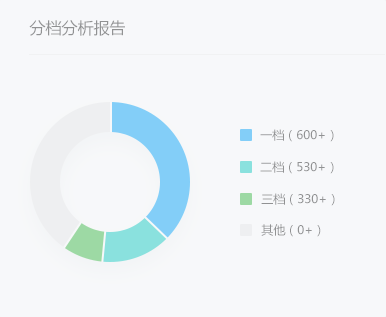 分档分析报告
一档 ( 600+ )
二档 ( 530+ )
三档 ( 330+ )
其他 ( 0+ )